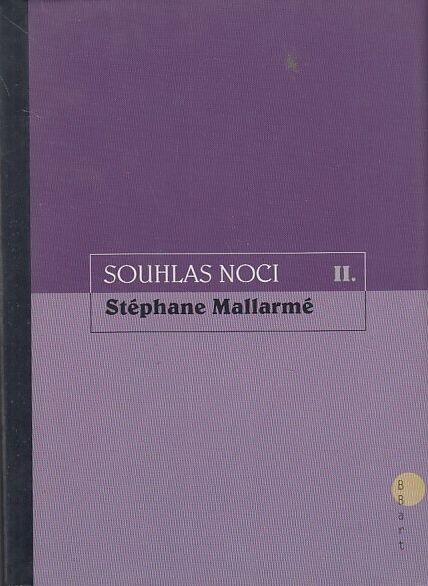 SOUHLAS NOCI II.
Stéphane Mallarmé
BBart